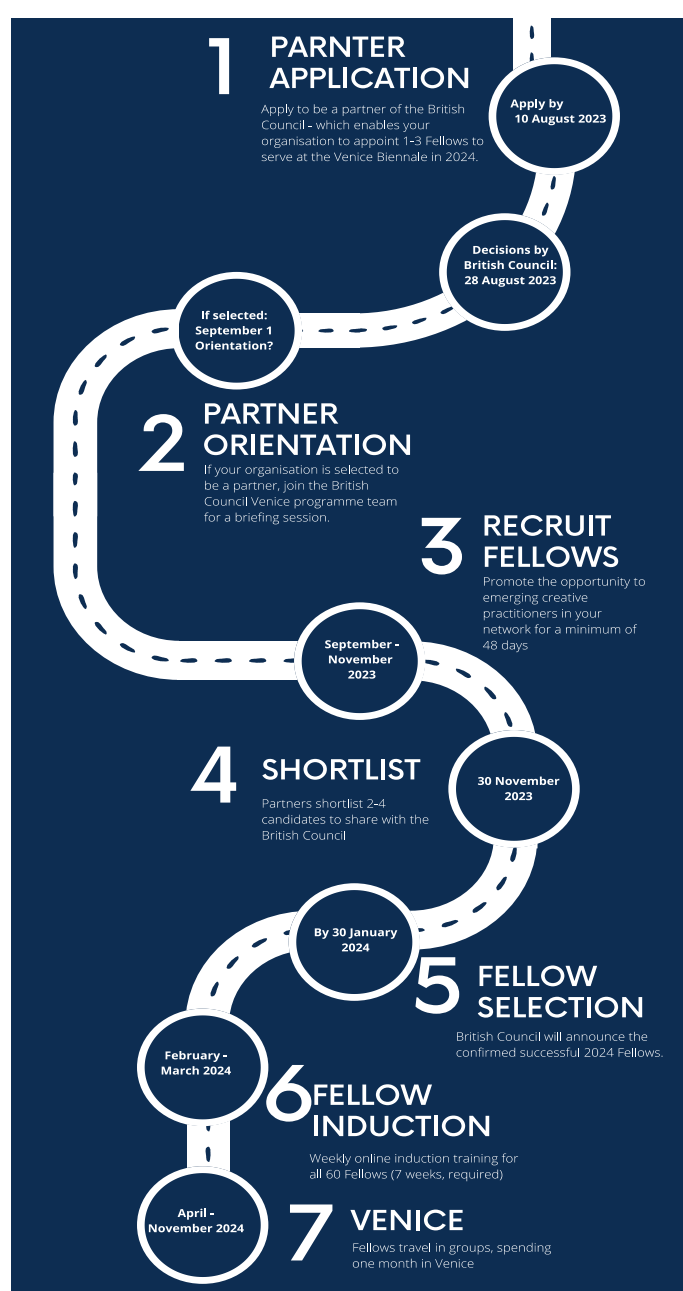 1
PARNTER
APPLICATION
Apply to be a partner of the British
Council - which enables your
organisation to appoint 1-3 Fellows to
serve at the Venice Biennale in 2024.
Apply by
10 August 2023
Decisions by
British Council:
28 August 2023
If selected:
September 1
Orientation?
2
PARTNER
ORIENTATION
If your organisation is selected to
be a partner, join the British
Council Venice programme team
for a briefing session.
3
RECRUIT
FELLOWS
Promote the opportunity to
emerging creative
practitioners in your
network for a minimum of
48 days
September -
November
2023
4
SHORTLIST
Partners shortlist 2-4
candidates to share with the
British Council
30 November
2023
By 30 January
2024
5
FELLOW
SELECTION
British Council will announce the
confirmed successful 2024 Fellows.
February -
March 2024
6
FELLOW
INDUCTION
Weekly online induction training for
all 60 Fellows (7 weeks, required)
April -
November 2024
7
VENICE
Fellows travel in groups, spending
one month in Venice